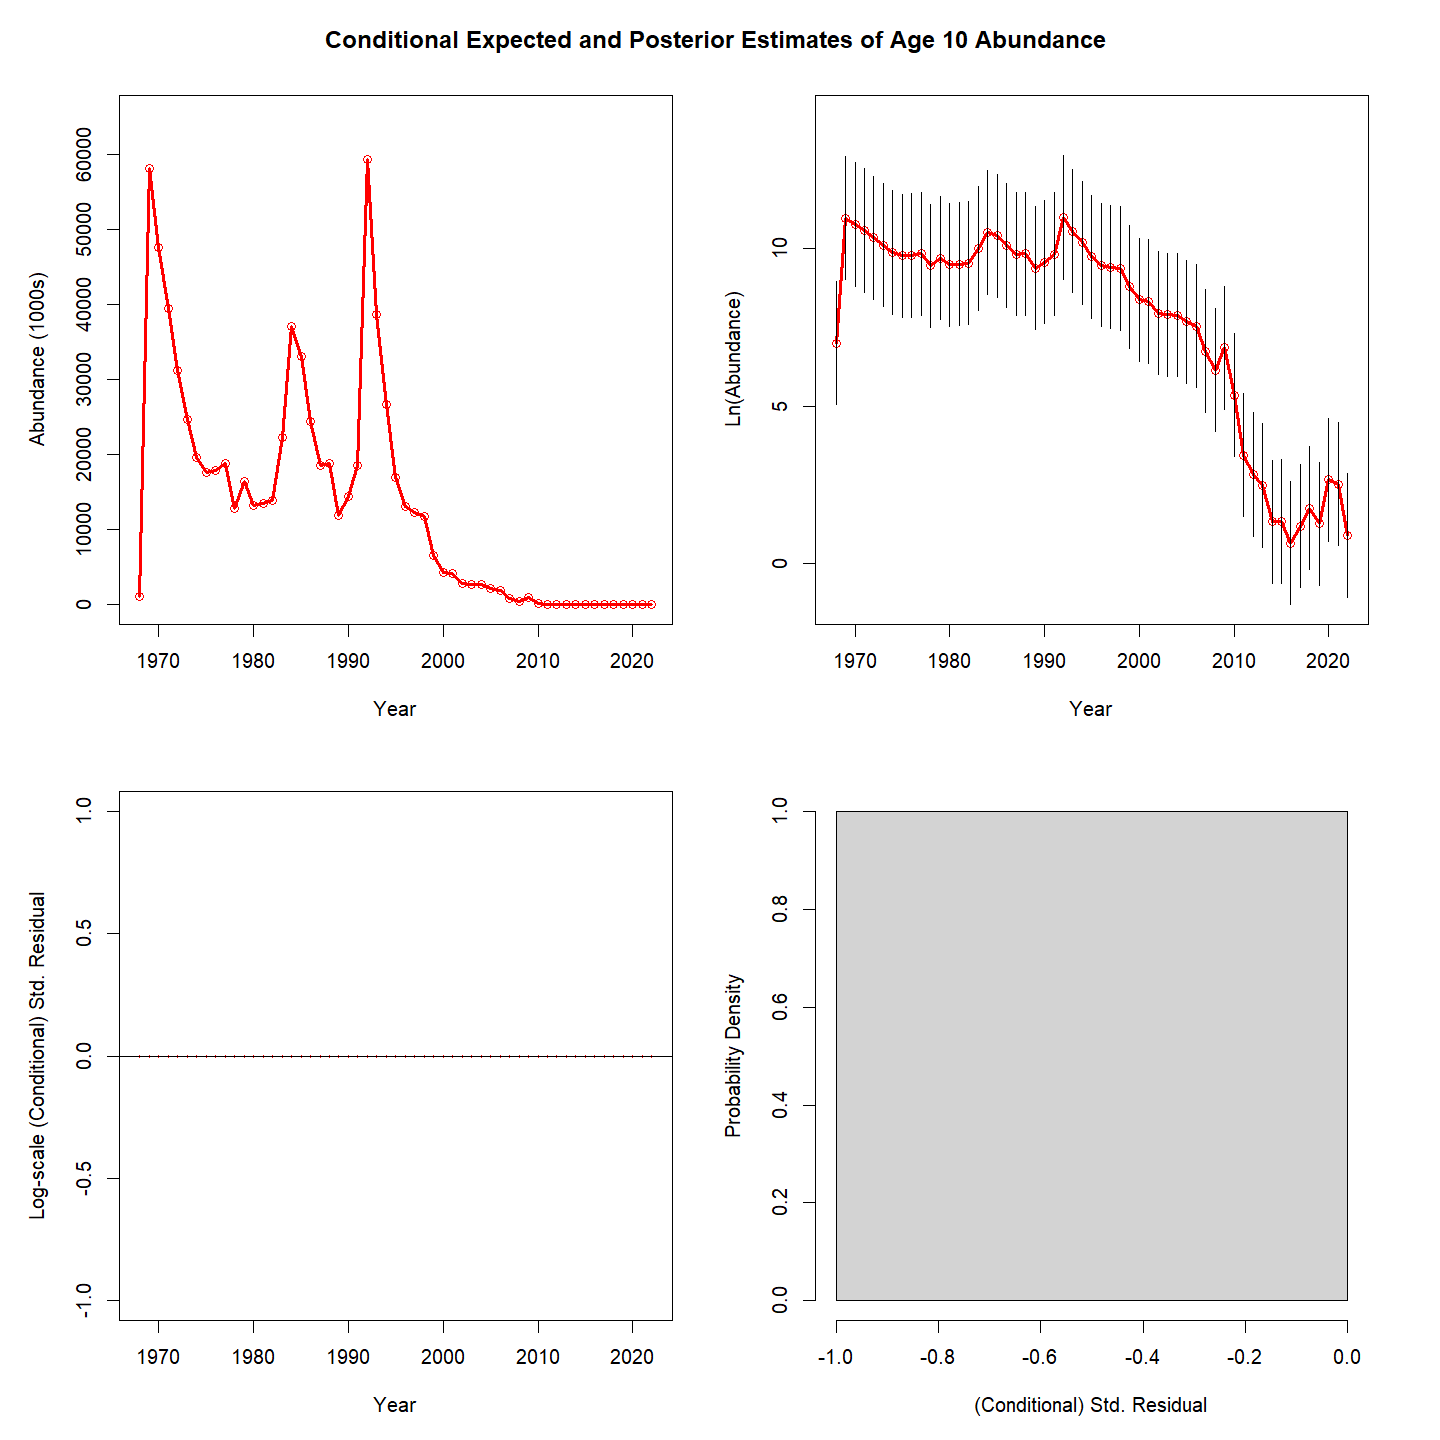 Conditional Expected and Posterior Estimates of Age 10 Abundance
Abundance (1000s)
60000
50000
40000
30000
20000
10000
0
1970 1980 1990 2000 2010 2020
Year
Ln(Abundance)
10
5
0
1970 1980 1990 2000 2010 2020
Year
Log-scale (Conditional) Std. Residual
1.0
0.5
0.0
-0.5
-1.0
1970 1980 1990 2000 2010 2020
Year
Probability Density
1.0
0.8
0.6
0.4
0.2
0.0
-1.0 -0.8 -0.6 -0.4 -0.2 0.0
(Conditional) Std. Residual